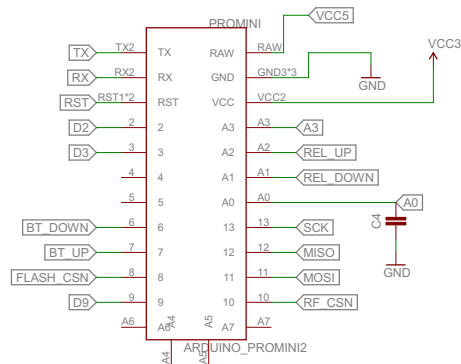 PROMINI
VCC5
TX TX2 TX RAW RAW
VCC3
RX RX2 RX GND GND3*3
GND
RST RST1*2 RST VCC VCC2
D2 2 2 A3 A3 A3
D3 3 3 A2 A2 REL_UP
4 4 A1 A1 REL_DOWN
5 5 A0 A0 A0
C4
BT_DOWN 6 6 13 13 SCK
BT_UP 7 7 12 12 MISO
GND
FLASH_CSN 8 8 11 11 MOSI
D9 9 9 10 10 RF_CSN
A6 A6 A4 A5 A7 A7
ARDUINO_PROMINI2
A4 A5